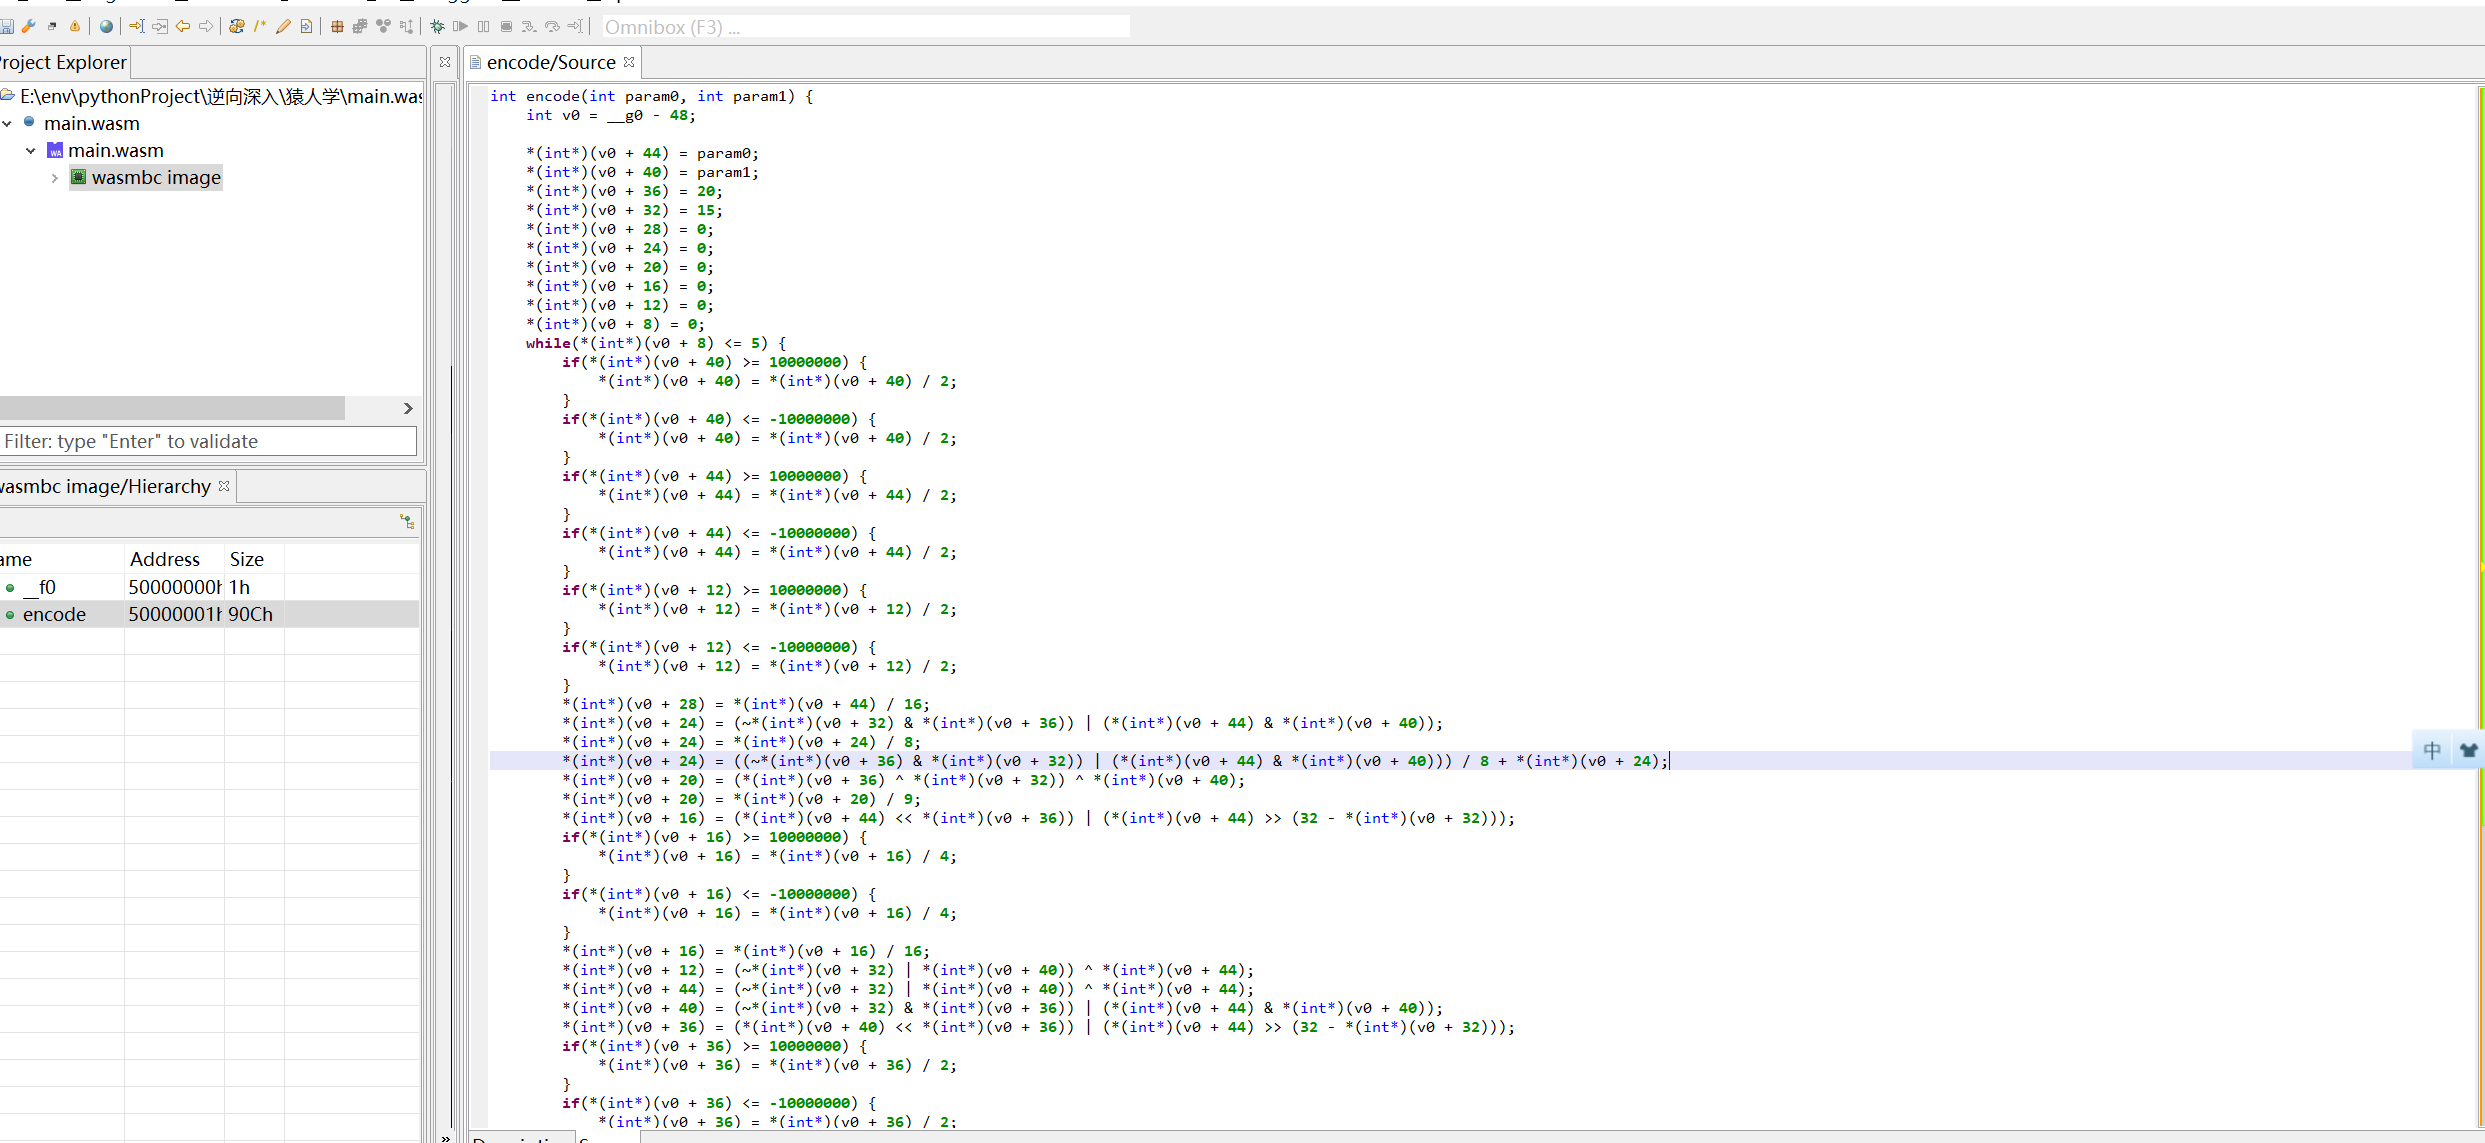 Omnibox (F3) ...
Project Explorer
encode/Source
E:\env\pythonProject\逆向深入\猿人学\main.was
main.wasm
main.wasm
wasmbc image
Filter: type "Enter" to validate
wasmbc image/Hierarchy
ame Address Size
__f0 50000000h 1h
encode 50000001h 90Ch
int encode(int param0, int param1) {
int v0 = __g0 - 48;
*(int*)(v0 + 44) = param0;
*(int*)(v0 + 40) = param1;
*(int*)(v0 + 36) = 20;
*(int*)(v0 + 32) = 15;
*(int*)(v0 + 28) = 0;
*(int*)(v0 + 24) = 0;
*(int*)(v0 + 20) = 0;
*(int*)(v0 + 16) = 0;
*(int*)(v0 + 12) = 0;
*(int*)(v0 + 8) = 0;
while(*(int*)(v0 + 8) <= 5) {
if(*(int*)(v0 + 40) >= 10000000) {
*(int*)(v0 + 40) = *(int*)(v0 + 40) / 2;
}
if(*(int*)(v0 + 40) <= -10000000) {
*(int*)(v0 + 40) = *(int*)(v0 + 40) / 2;
}
if(*(int*)(v0 + 44) >= 10000000) {
*(int*)(v0 + 44) = *(int*)(v0 + 44) / 2;
}
if(*(int*)(v0 + 44) <= -10000000) {
*(int*)(v0 + 44) = *(int*)(v0 + 44) / 2;
}
if(*(int*)(v0 + 12) >= 10000000) {
*(int*)(v0 + 12) = *(int*)(v0 + 12) / 2;
}
if(*(int*)(v0 + 12) <= -10000000) {
*(int*)(v0 + 12) = *(int*)(v0 + 12) / 2;
}
*(int*)(v0 + 28) = *(int*)(v0 + 44) / 16;
*(int*)(v0 + 24) = (~*(int*)(v0 + 32) & *(int*)(v0 + 36)) | (*(int*)(v0 + 44) & *(int*)(v0 + 40));
*(int*)(v0 + 24) = *(int*)(v0 + 24) / 8;
*(int*)(v0 + 24) = ((~*(int*)(v0 + 36) & *(int*)(v0 + 32)) | (*(int*)(v0 + 44) & *(int*)(v0 + 40))) / 8 + *(int*)(v0 + 24);
*(int*)(v0 + 20) = (*(int*)(v0 + 36) ^ *(int*)(v0 + 32)) ^ *(int*)(v0 + 40);
*(int*)(v0 + 20) = *(int*)(v0 + 20) / 9;
*(int*)(v0 + 16) = (*(int*)(v0 + 44) << *(int*)(v0 + 36)) | (*(int*)(v0 + 44) >> (32 - *(int*)(v0 + 32)));
if(*(int*)(v0 + 16) >= 10000000) {
*(int*)(v0 + 16) = *(int*)(v0 + 16) / 4;
}
if(*(int*)(v0 + 16) <= -10000000) {
*(int*)(v0 + 16) = *(int*)(v0 + 16) / 4;
}
*(int*)(v0 + 16) = *(int*)(v0 + 16) / 16;
*(int*)(v0 + 12) = (~*(int*)(v0 + 32) | *(int*)(v0 + 40)) ^ *(int*)(v0 + 44);
*(int*)(v0 + 44) = (~*(int*)(v0 + 32) | *(int*)(v0 + 40)) ^ *(int*)(v0 + 44);
*(int*)(v0 + 40) = (~*(int*)(v0 + 32) & *(int*)(v0 + 36)) | (*(int*)(v0 + 44) & *(int*)(v0 + 40));
*(int*)(v0 + 36) = (*(int*)(v0 + 40) << *(int*)(v0 + 36)) | (*(int*)(v0 + 44) >> (32 - *(int*)(v0 + 32)));
if(*(int*)(v0 + 36) >= 10000000) {
*(int*)(v0 + 36) = *(int*)(v0 + 36) / 2;
}
if(*(int*)(v0 + 36) <= -10000000) {
*(int*)(v0 + 36) = *(int*)(v0 + 36) / 2;
中